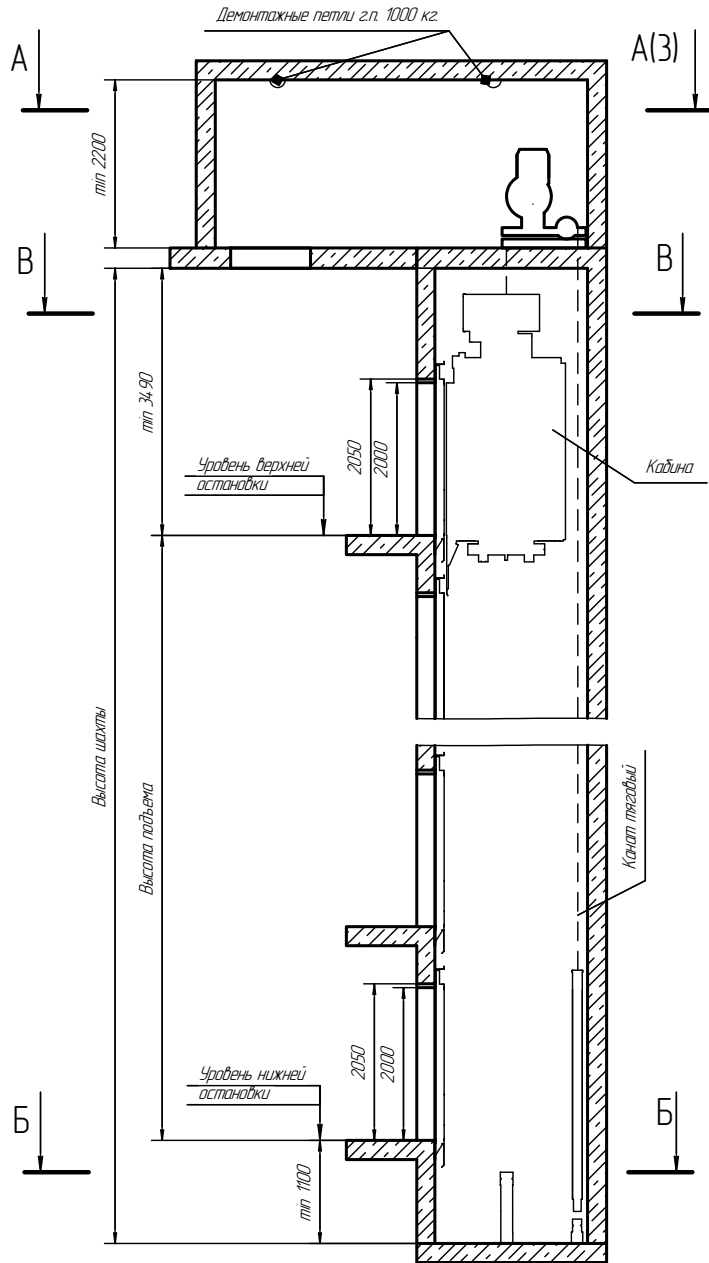 Демонтажные петли г.п. 1000 кг.
А
А(3)
min 2200
В
В
min 3490
2050
2000
Уровень верхней
остановки
Кабина
Высота шахты
Высота подъема
Канат тяговый
2050
2000
Уровень нижней
остановки
Б
Б
min 1100